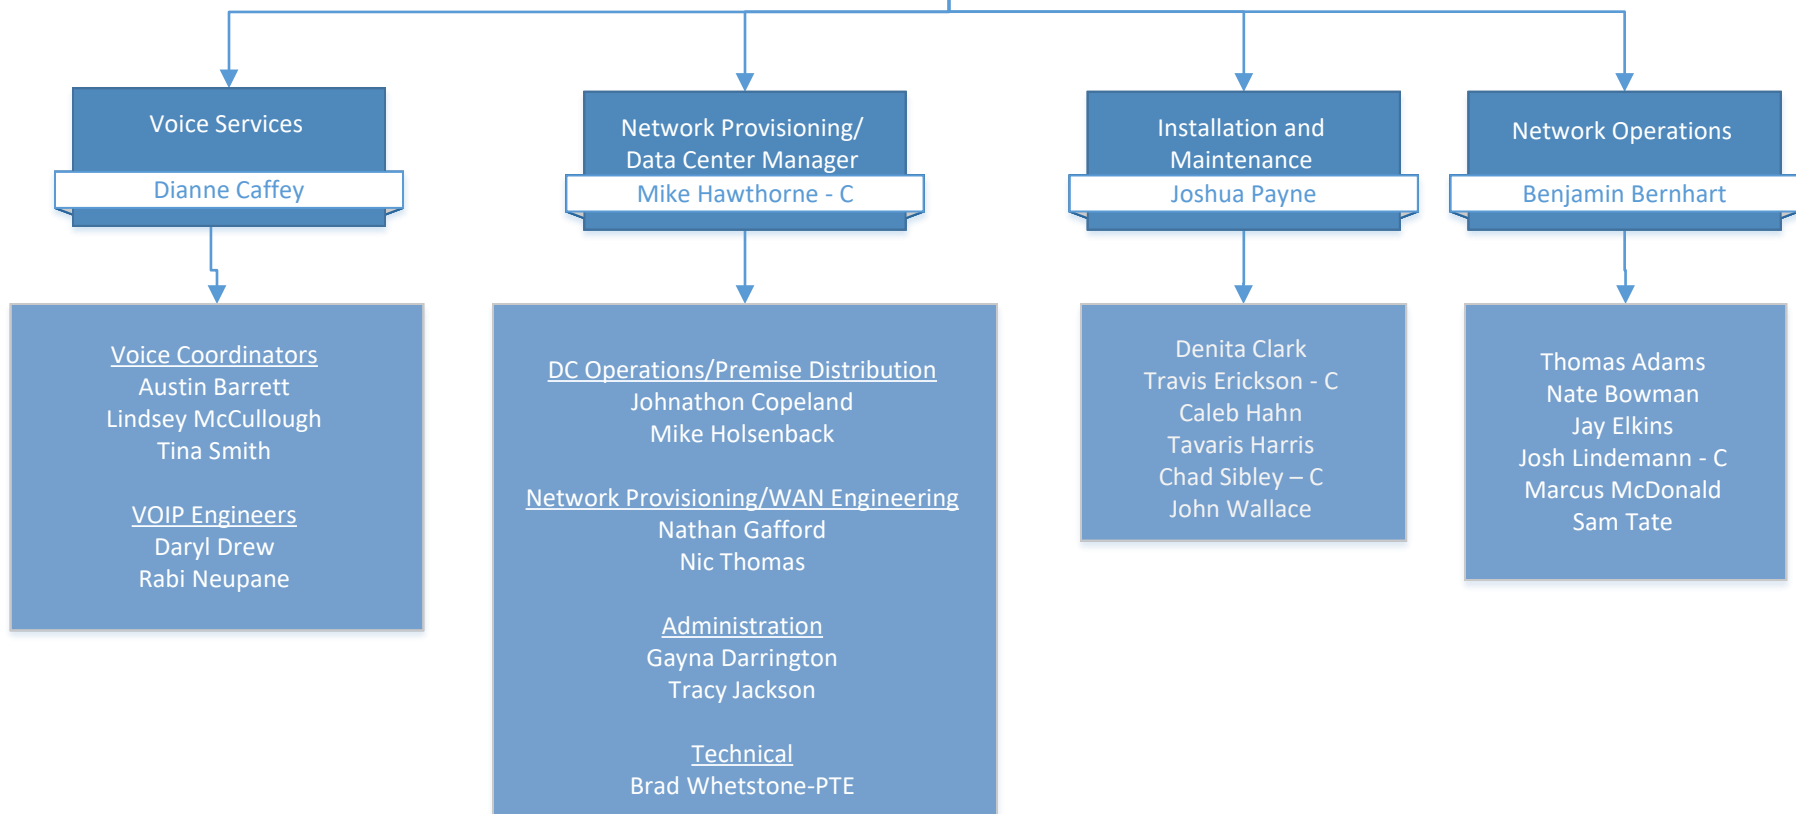 Voice Services
Dianne Caffey
Network Provisioning/
Data Center Manager
Mike Hawthorne - C
Installation and
Maintenance
Joshua Payne
Network Operations
Benjamin Bernhart
Voice Coordinators
Austin Barrett
Lindsey McCullough
Tina Smith
VOIP Engineers
Daryl Drew
Rabi Neupane
DC Operations/Premise Distribution
Johnathon Copeland
Mike Holsenback
Network Provisioning/WAN Engineering
Nathan Gafford
Nic Thomas
Administration
Gayna Darrington
Tracy Jackson
Technical
Brad Whetstone-PTE
Denita Clark
Travis Erickson - C
Caleb Hahn
Tavaris Harris
Chad Sibley – C
John Wallace
Thomas Adams
Nate Bowman
Jay Elkins
Josh Lindemann - C
Marcus McDonald
Sam Tate